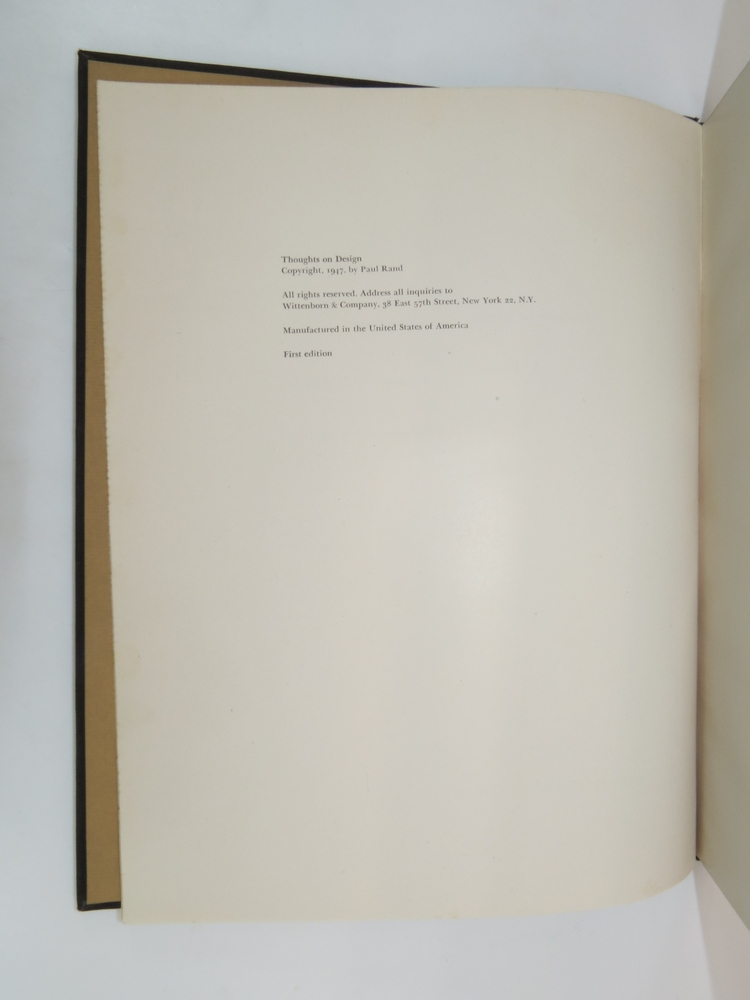 Thoughts on Design
Copyright, 1947, by Paul Rand
All rights reserved. Address all inquiries to
Wittenborn & Company, 38 East 57th Street, New York 22, N.Y.
Manufactured in the United States of America
First edition